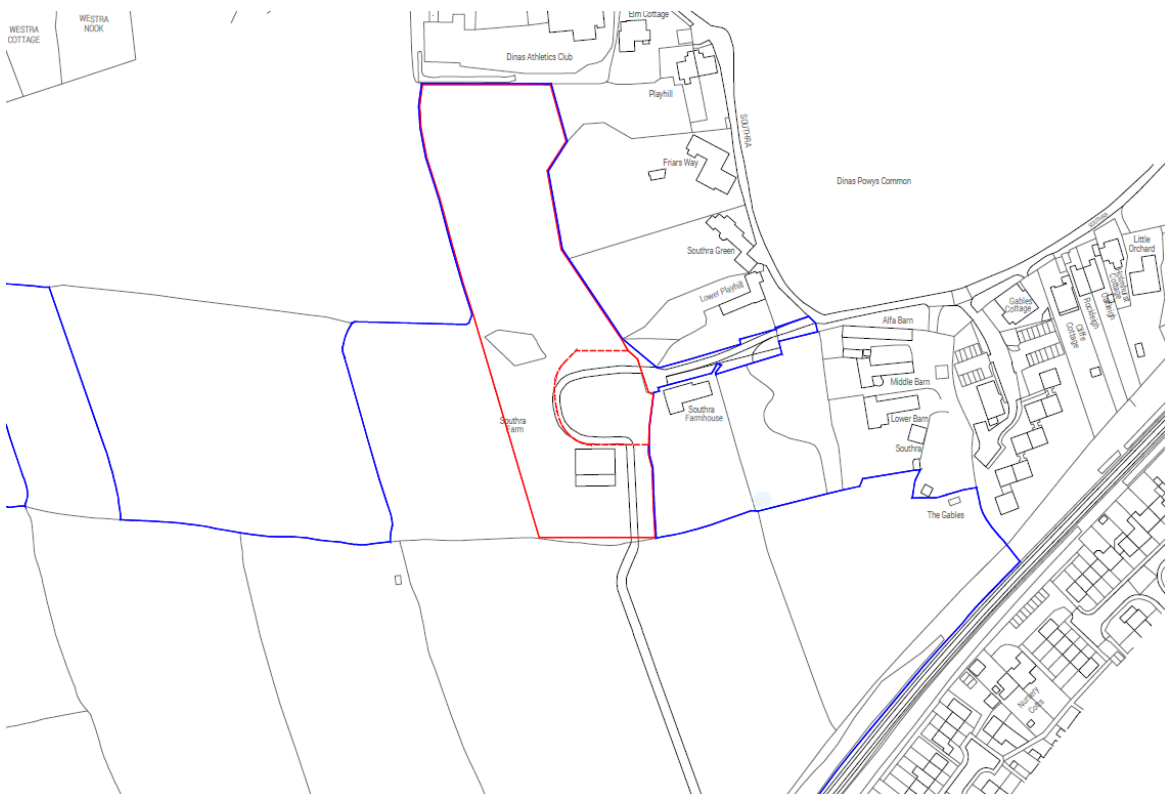 WESTRA
COTTAGE
WESTRA
NOOK
Elm Cottage
Dinas Athletics Club
Playhill
SOUTHRA
Friars Way
Dinas Powys Common
Southra Green
Lower Playhill
Little
Orchard
Gables
Cottage
Rockleigh
Cliffe
Cottage
Alfa Barn
Middle Barn
Lower Barn
Southra
Southra
Farmhouse
Southra
Farm
The Gables
Nursery
Cotts